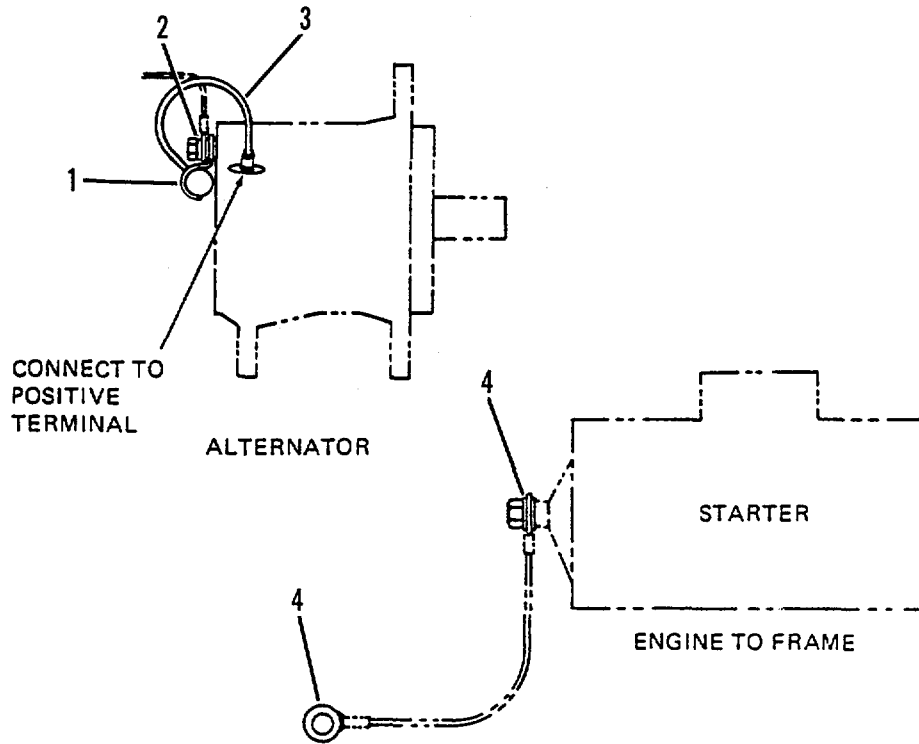 2
3
1
CONNECT TO
POSITIVE
TERMINAL
ALTERNATOR
4
STARTER
4
ENGINE TO FRAME